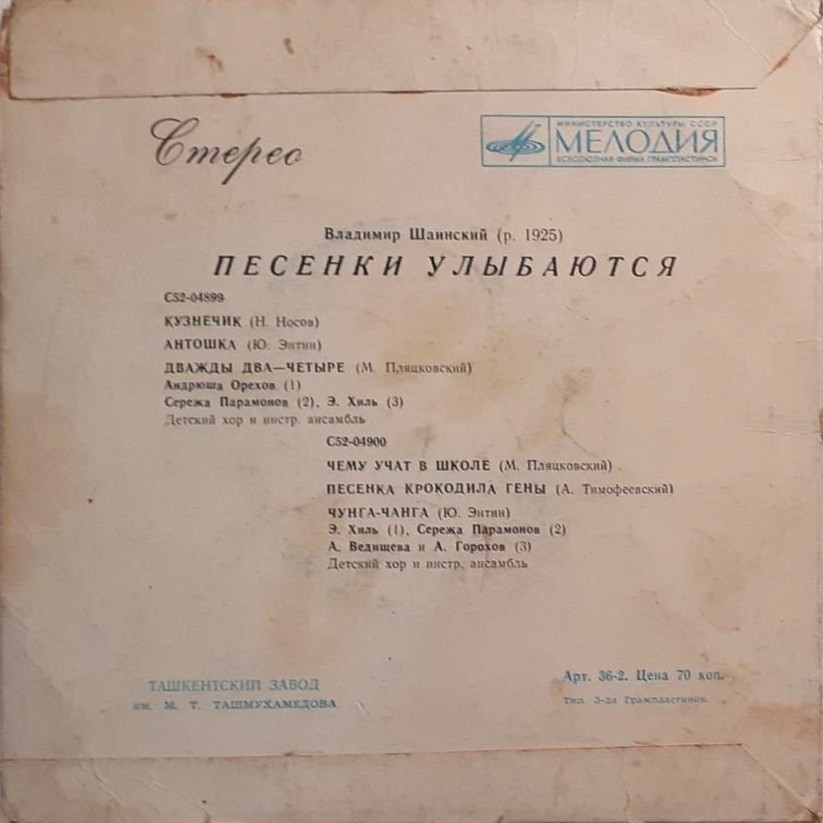 Стерео
МИНИСТЕРСТВО КУЛЬТУРЫ СССР
МЕЛОДИЯ
ВСЕСОЮЗНАЯ ФИРМА ГРАМПЛАСТИНОК
Владимир Шаинский (р. 1925)
ПЕСЕНКИ УЛЫБАЮТСЯ
С52-04899
КУЗНЕЧИК (Н. Носов)
АНТОШКА (Ю. Энтин)
ДВАЖДЫ ДВА—ЧЕТЫРЕ (М. Пляцковский)
Андрюша Орехов (1)
Сережа Парамонов (2), Э. Хиль (3)
Детский хор и инстр. ансамбль
С52-04900
ЧЕМУ УЧАТ В ШКОЛЕ (М. Пляцковский)
ПЕСЕНКА КРОКОДИЛА ГЕНЫ (А. Тимофеевский)
ЧУНГА-ЧАНГА (Ю. Энтин)
Э. Хиль (1), Сережа Парамонов (2)
А. Ведищева и А. Горохов (3)
Детский хор и инстр. ансамбль
ТАШКЕНТСКИЙ ЗАВОД
им. М. Т. ТАШМУХАМЕДОВА
Арт. 36-2. Цена 70 коп.
Тип. З-да Грампластинок